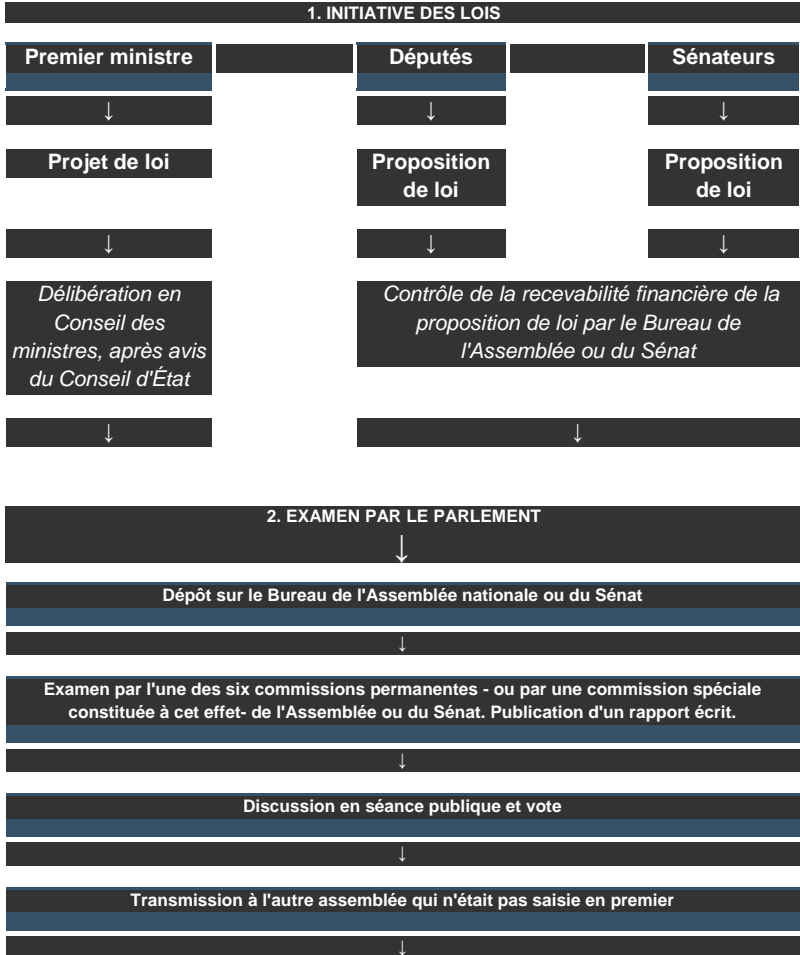 1. INITIATIVE DES LOIS
Premier ministre
Députés
Sénateurs
↓
↓
↓
Projet de loi
Proposition
de loi
Proposition
de loi
↓
↓
↓
Délibération en
Conseil des
ministres, après avis
du Conseil d'État
Contrôle de la recevabilité financière de la
proposition de loi par le Bureau de
l'Assemblée ou du Sénat
↓
↓
2. EXAMEN PAR LE PARLEMENT
↓
Dépôt sur le Bureau de l'Assemblée nationale ou du Sénat
↓
Examen par l'une des six commissions permanentes - ou par une commission spéciale
constituée à cet effet- de l'Assemblée ou du Sénat. Publication d'un rapport écrit.
↓
Discussion en séance publique et vote
↓
Transmission à l'autre assemblée qui n'était pas saisie en premier
↓